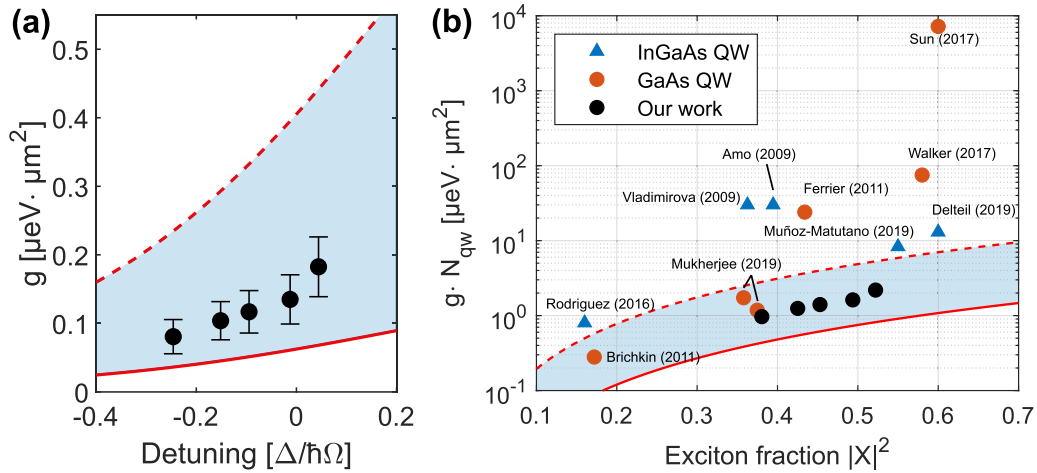 (a)
g [µeV· µm²]
0.5
0.4
0.3
0.2
0.1
0
-0.4
-0.2
0
0.2
Detuning [Δ/ħΩ]
(b)
g· N_qw [µeV· µm²]
10⁴
10³
10²
10¹
10⁰
10⁻¹
InGaAs QW
GaAs QW
Our work
Sun (2017)
Amo (2009)
Walker (2017)
Vladimirova (2009)
Ferrier (2011)
Delteil (2019)
Muñoz-Matutano (2019)
Mukherjee (2019)
Rodriguez (2016)
Brichkin (2011)
0.1
0.2
0.3
0.4
0.5
0.6
0.7
Exciton fraction |X|²